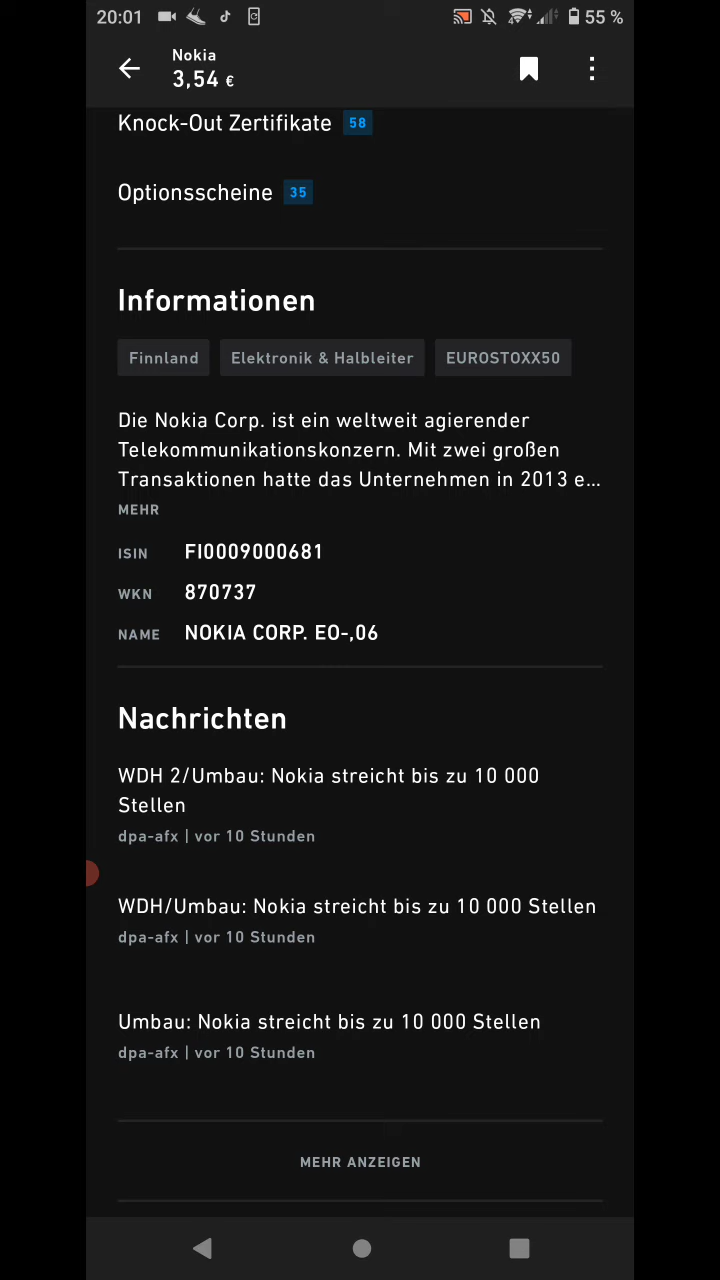 20:01
55 %
Nokia
3,54 €
Knock-Out Zertifikate 58
Optionsscheine 35
Informationen
Finnland Elektronik & Halbleiter EUROSTOXX50
Die Nokia Corp. ist ein weltweit agierender
Telekommunikationskonzern. Mit zwei großen
Transaktionen hatte das Unternehmen in 2013 e...
MEHR
ISIN FI0009000681
WKN 870737
NAME NOKIA CORP. EO-,06
Nachrichten
WDH 2/Umbau: Nokia streicht bis zu 10 000
Stellen
dpa-afx | vor 10 Stunden
WDH/Umbau: Nokia streicht bis zu 10 000 Stellen
dpa-afx | vor 10 Stunden
Umbau: Nokia streicht bis zu 10 000 Stellen
dpa-afx | vor 10 Stunden
MEHR ANZEIGEN